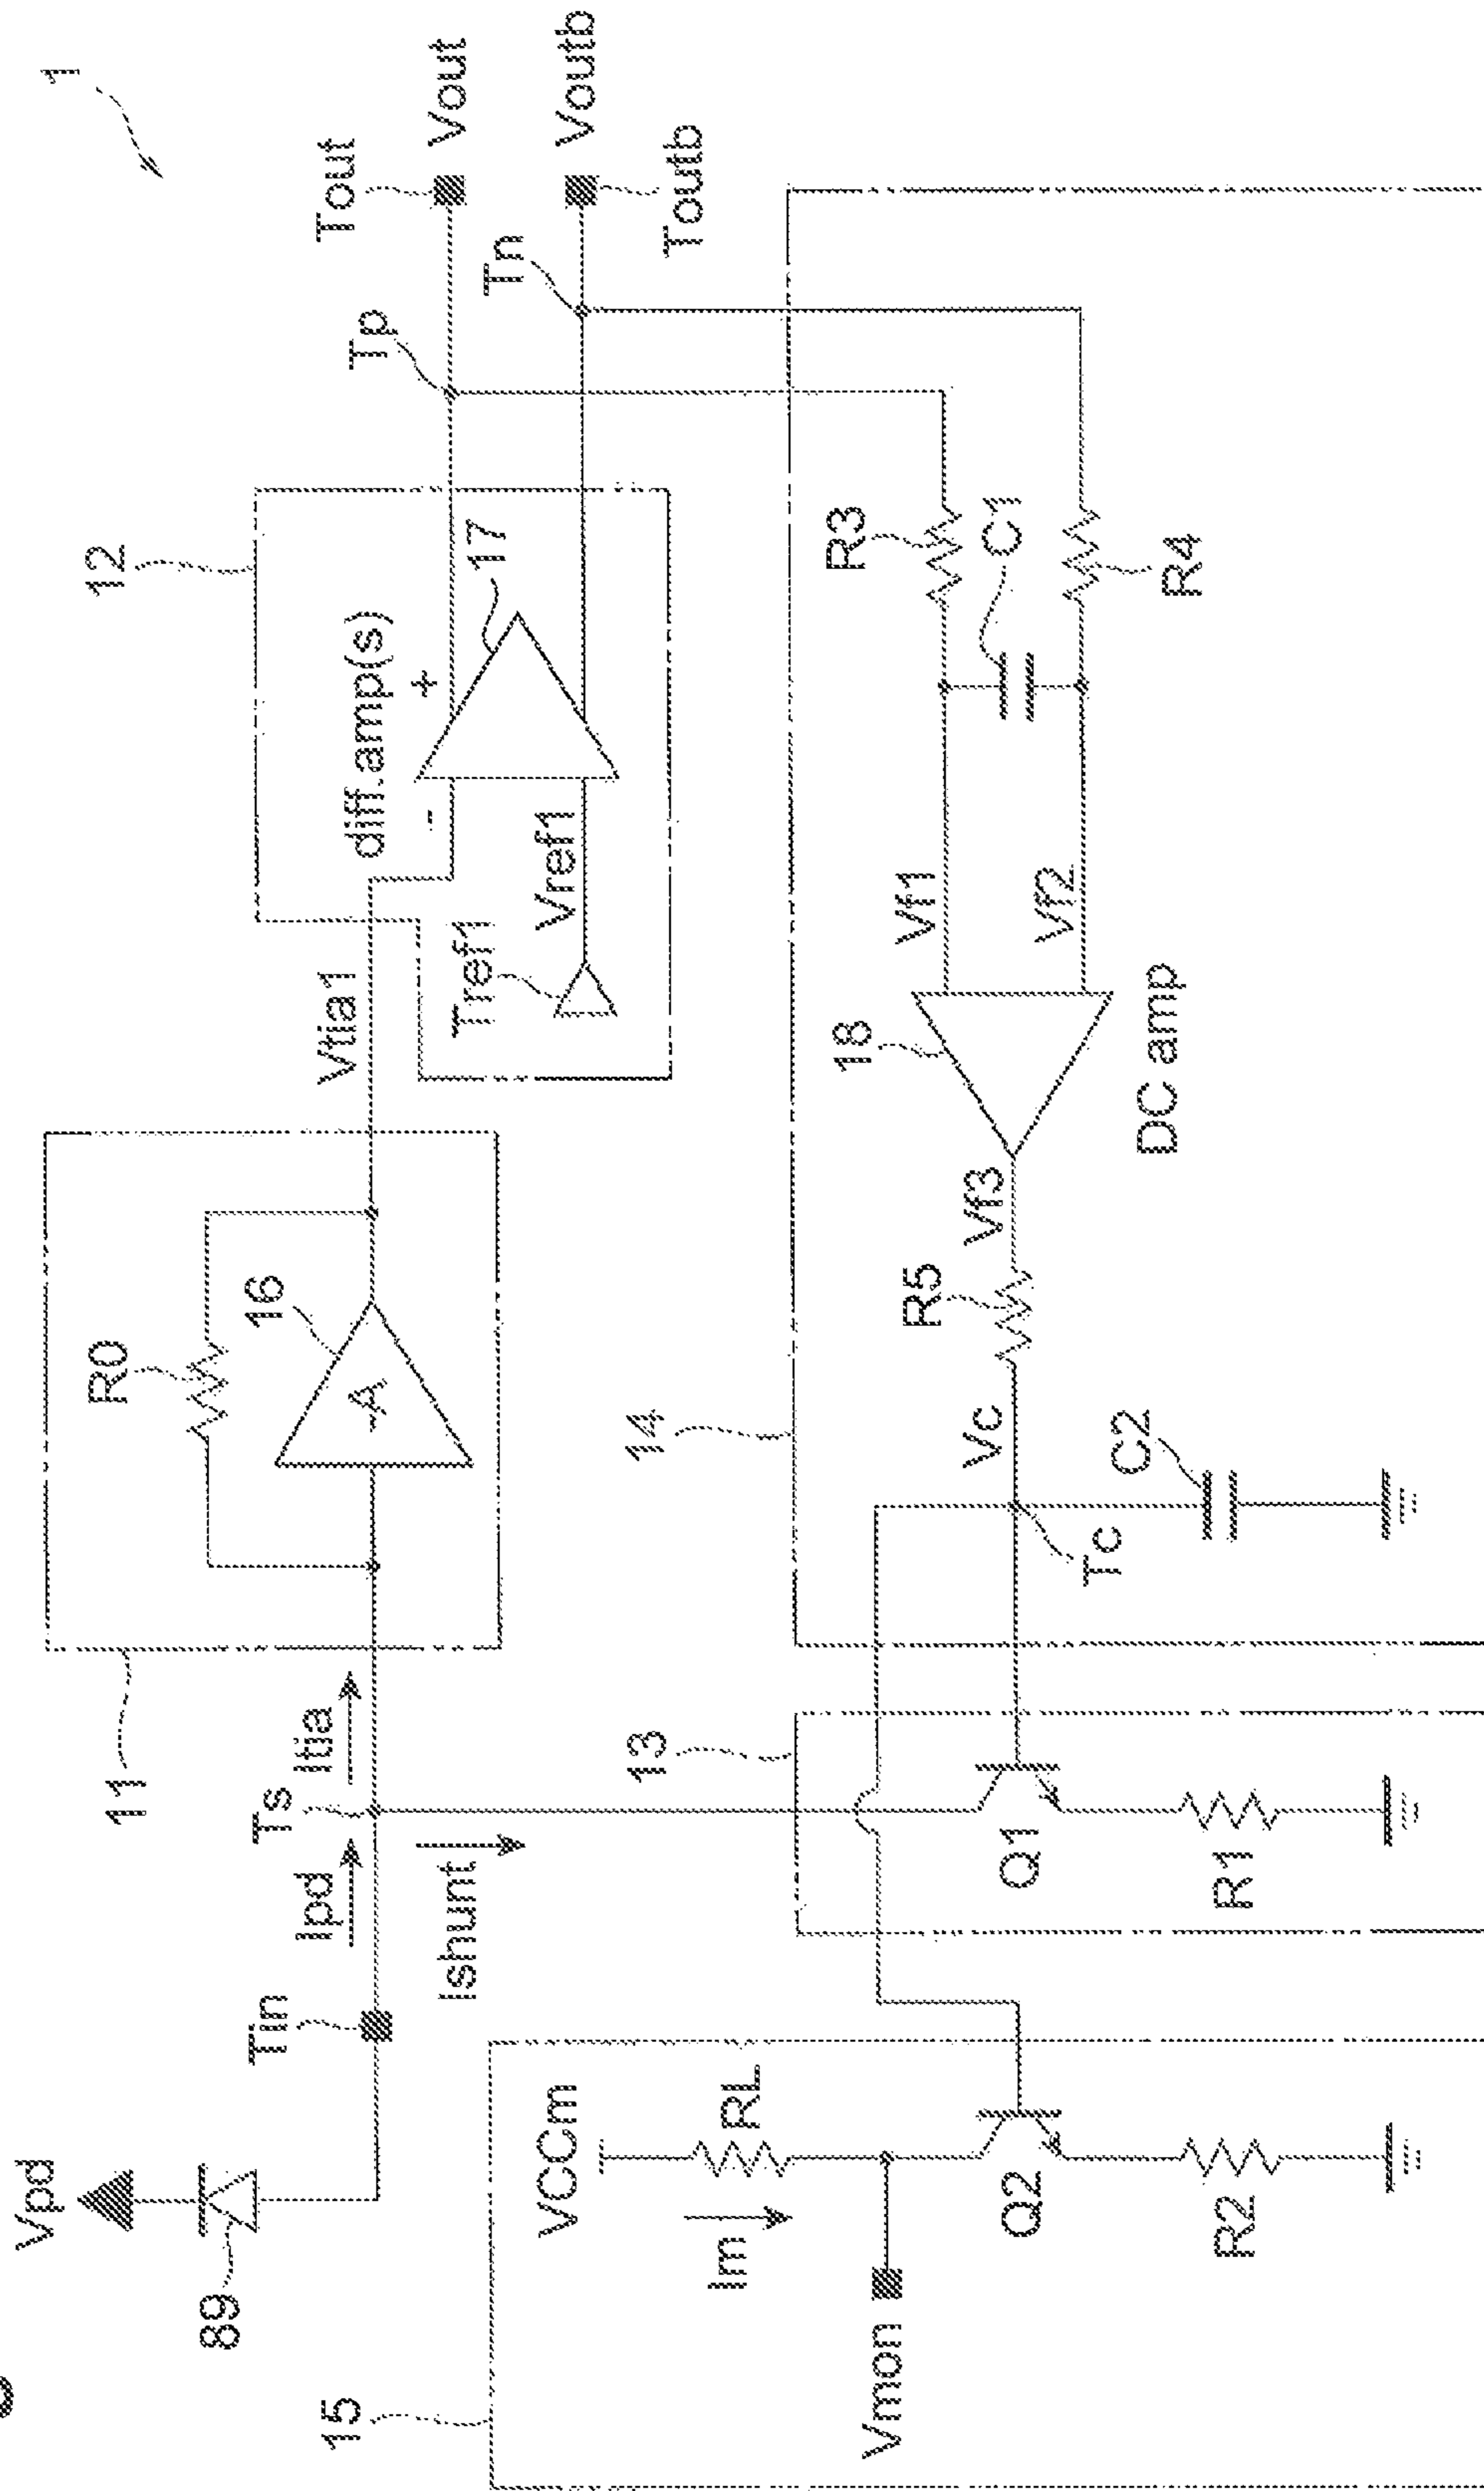 1
Vpd
89
Tin
Ipd
Ts
Itia
Ishunt
11
R0
16
-A
Vtia1
12
diff.amp(s)
-
+
17
Tref1
Vref1
Tp
Tn
Tout
Vout
Voutb
Toutb
15
VCCm
RL
Im
Vmon
Q2
R2
13
Q1
R1
14
Vc
Tc
C2
R5
Vf3
18
DC amp
Vf1
Vf2
R3
C1
R4